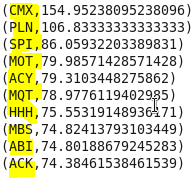 (CMX,154.95238095238096)
(PLN,106.83333333333333)
(SPI,86.05932203389831)
(MOT,79.98571428571428)
(ACY,79.3103448275862)
(MQT,78.9776119402985)
(HHH,75.53191489361171)
(MBS,74.82413793103449)
(ABI,74.80188679245283)
(ACK,74.38461538461539)